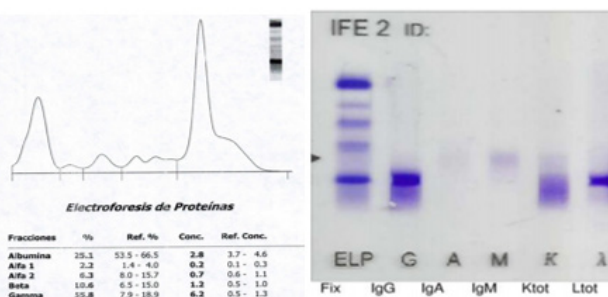 IFE 2 ID:
Electroforesis de Proteínas
Fracciones % Ref. % Conc. Ref. Conc.
Albumina 25.1 53.5 - 66.5 2.8 3.7 - 4.6
Alfa 1 2.2 1.4 - 4.0 0.2 0.1 - 0.3
Alfa 2 6.3 8.0 - 15.7 0.7 0.6 - 1.1
Beta 10.6 6.5 - 15.0 1.2 0.5 - 1.0
Gamma 55.8 7.9 - 18.9 6.2 0.5 - 1.3
ELP G A M K λ
Fix IgG IgA IgM Ktot Ltot